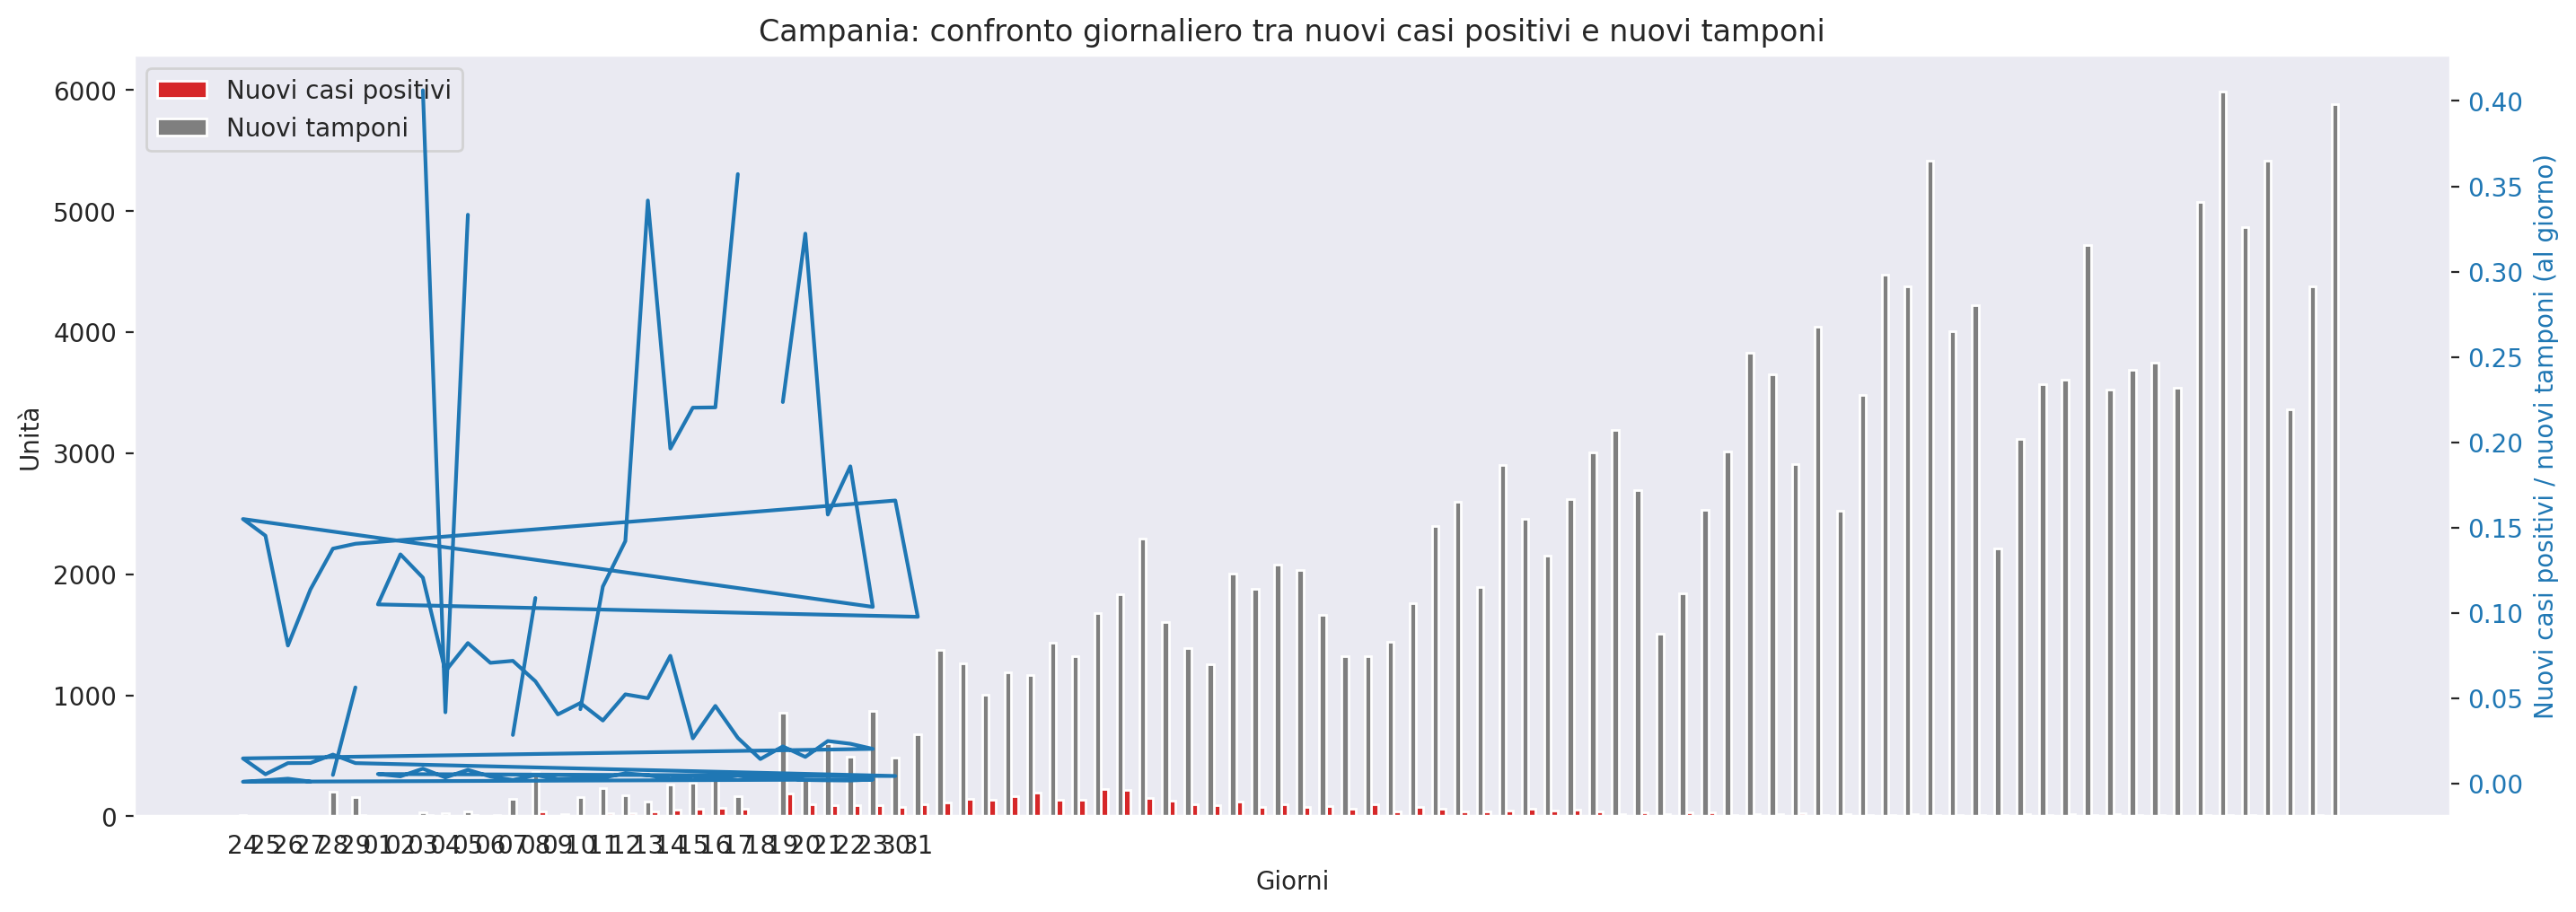 Campania: confronto giornaliero tra nuovi casi positivi e nuovi tamponi
Nuovi casi positivi
Nuovi tamponi
6000
5000
4000
3000
2000
1000
0
Unità
0.40
0.35
0.30
0.25
0.20
0.15
0.10
0.05
0.00
Nuovi casi positivi / nuovi tamponi (al giorno)
24 25 26 27 28 29 01 02 03 04 05 06 07 08 09 10 11 12 13 14 15 16 17 18 19 20 21 22 23 30 31
Giorni